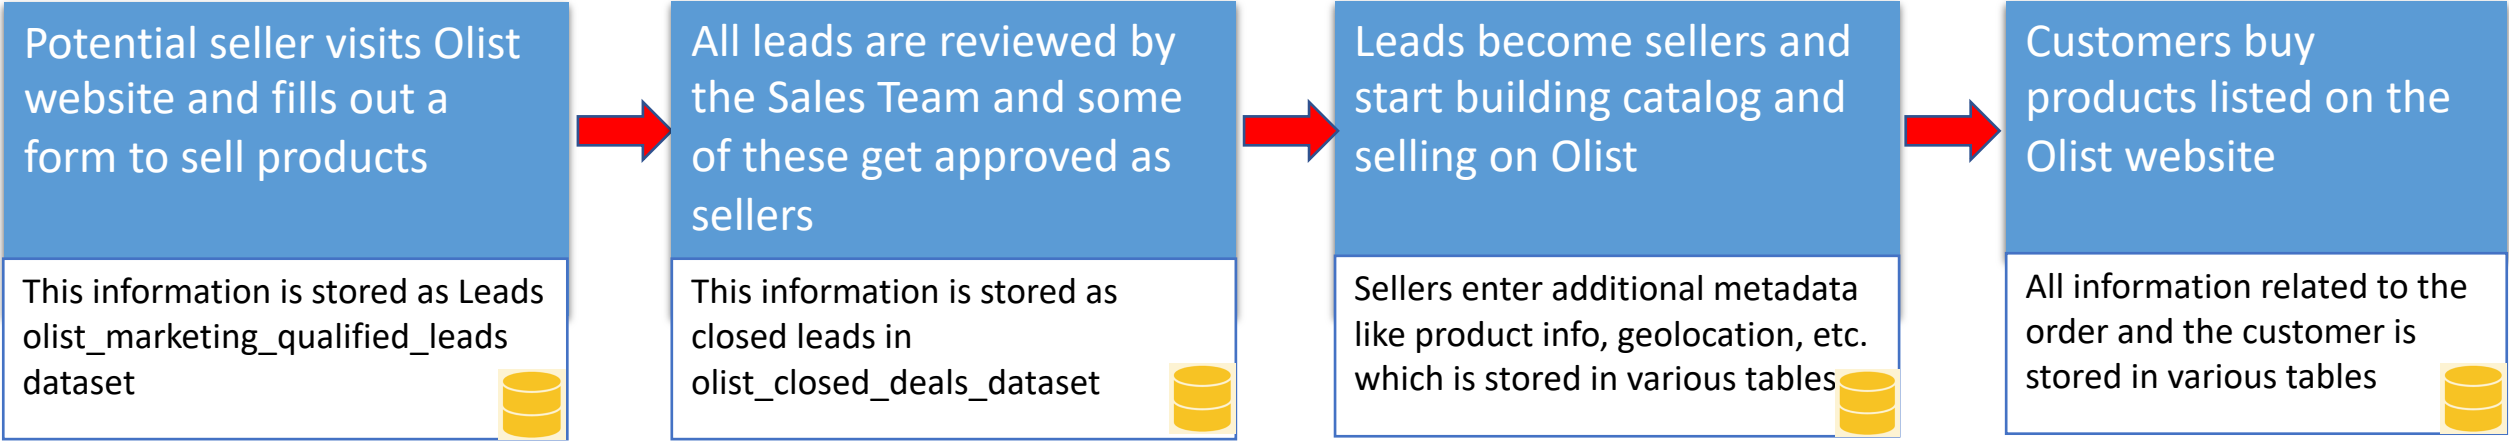 Potential seller visits Olist
website and fills out a
form to sell products
This information is stored as Leads
olist_marketing_qualified_leads
dataset
All leads are reviewed by
the Sales Team and some
of these get approved as
sellers
This information is stored as
closed leads in
olist_closed_deals_dataset
Leads become sellers and
start building catalog and
selling on Olist
Sellers enter additional metadata
like product info, geolocation, etc.
which is stored in various tables
Customers buy
products listed on the
Olist website
All information related to the
order and the customer is
stored in various tables